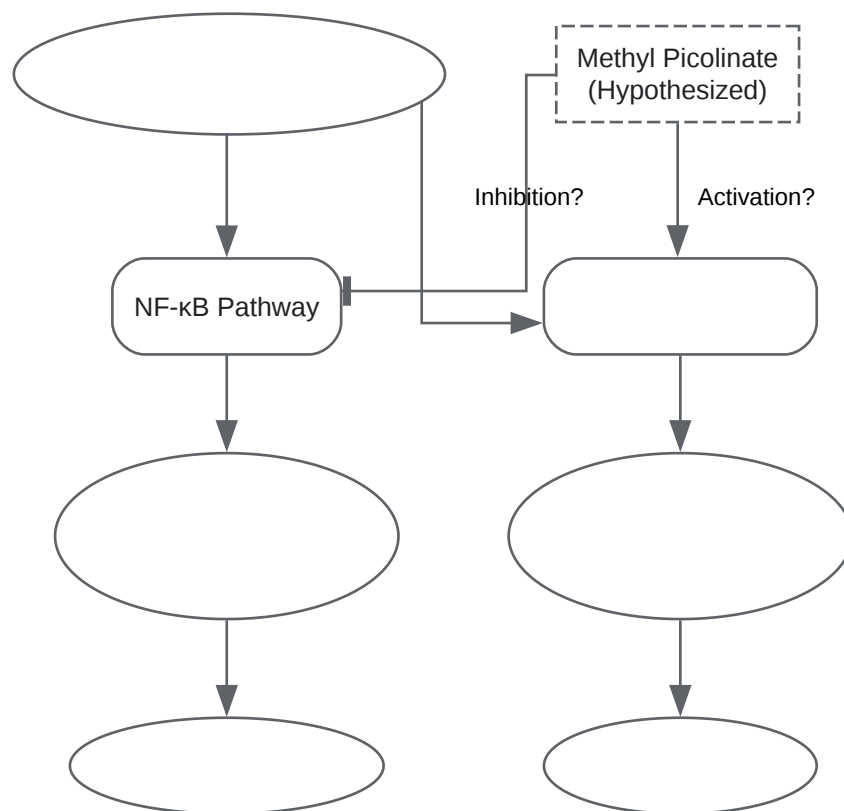 Methyl Picolinate
(Hypothesized)
Inhibition?
Activation?
NF-κB Pathway